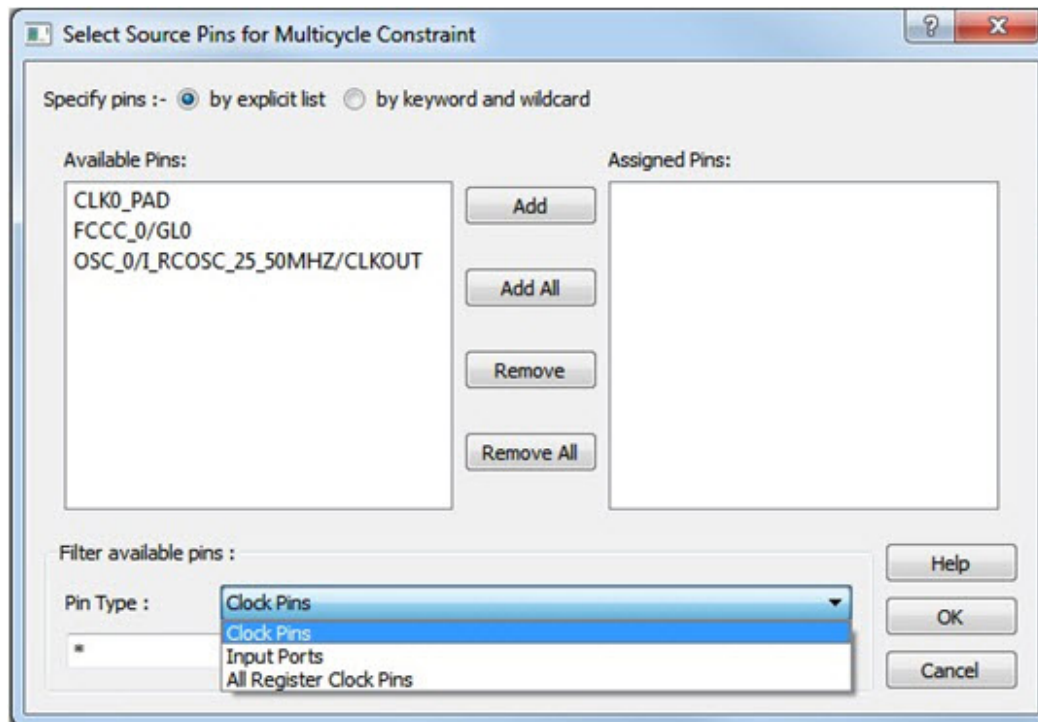 Select Source Pins for Multicycle Constraint
Specify pins :- by explicit list by keyword and wildcard
Available Pins:
Assigned Pins:
CLK0_PAD
FCCC_0/GL0
OSC_0/I_RCOSC_25_50MHZ/CLKOUT
Add
Add All
Remove
Remove All
Filter available pins :
Pin Type :
Clock Pins
Clock Pins
Input Ports
All Register Clock Pins
*
Help
OK
Cancel